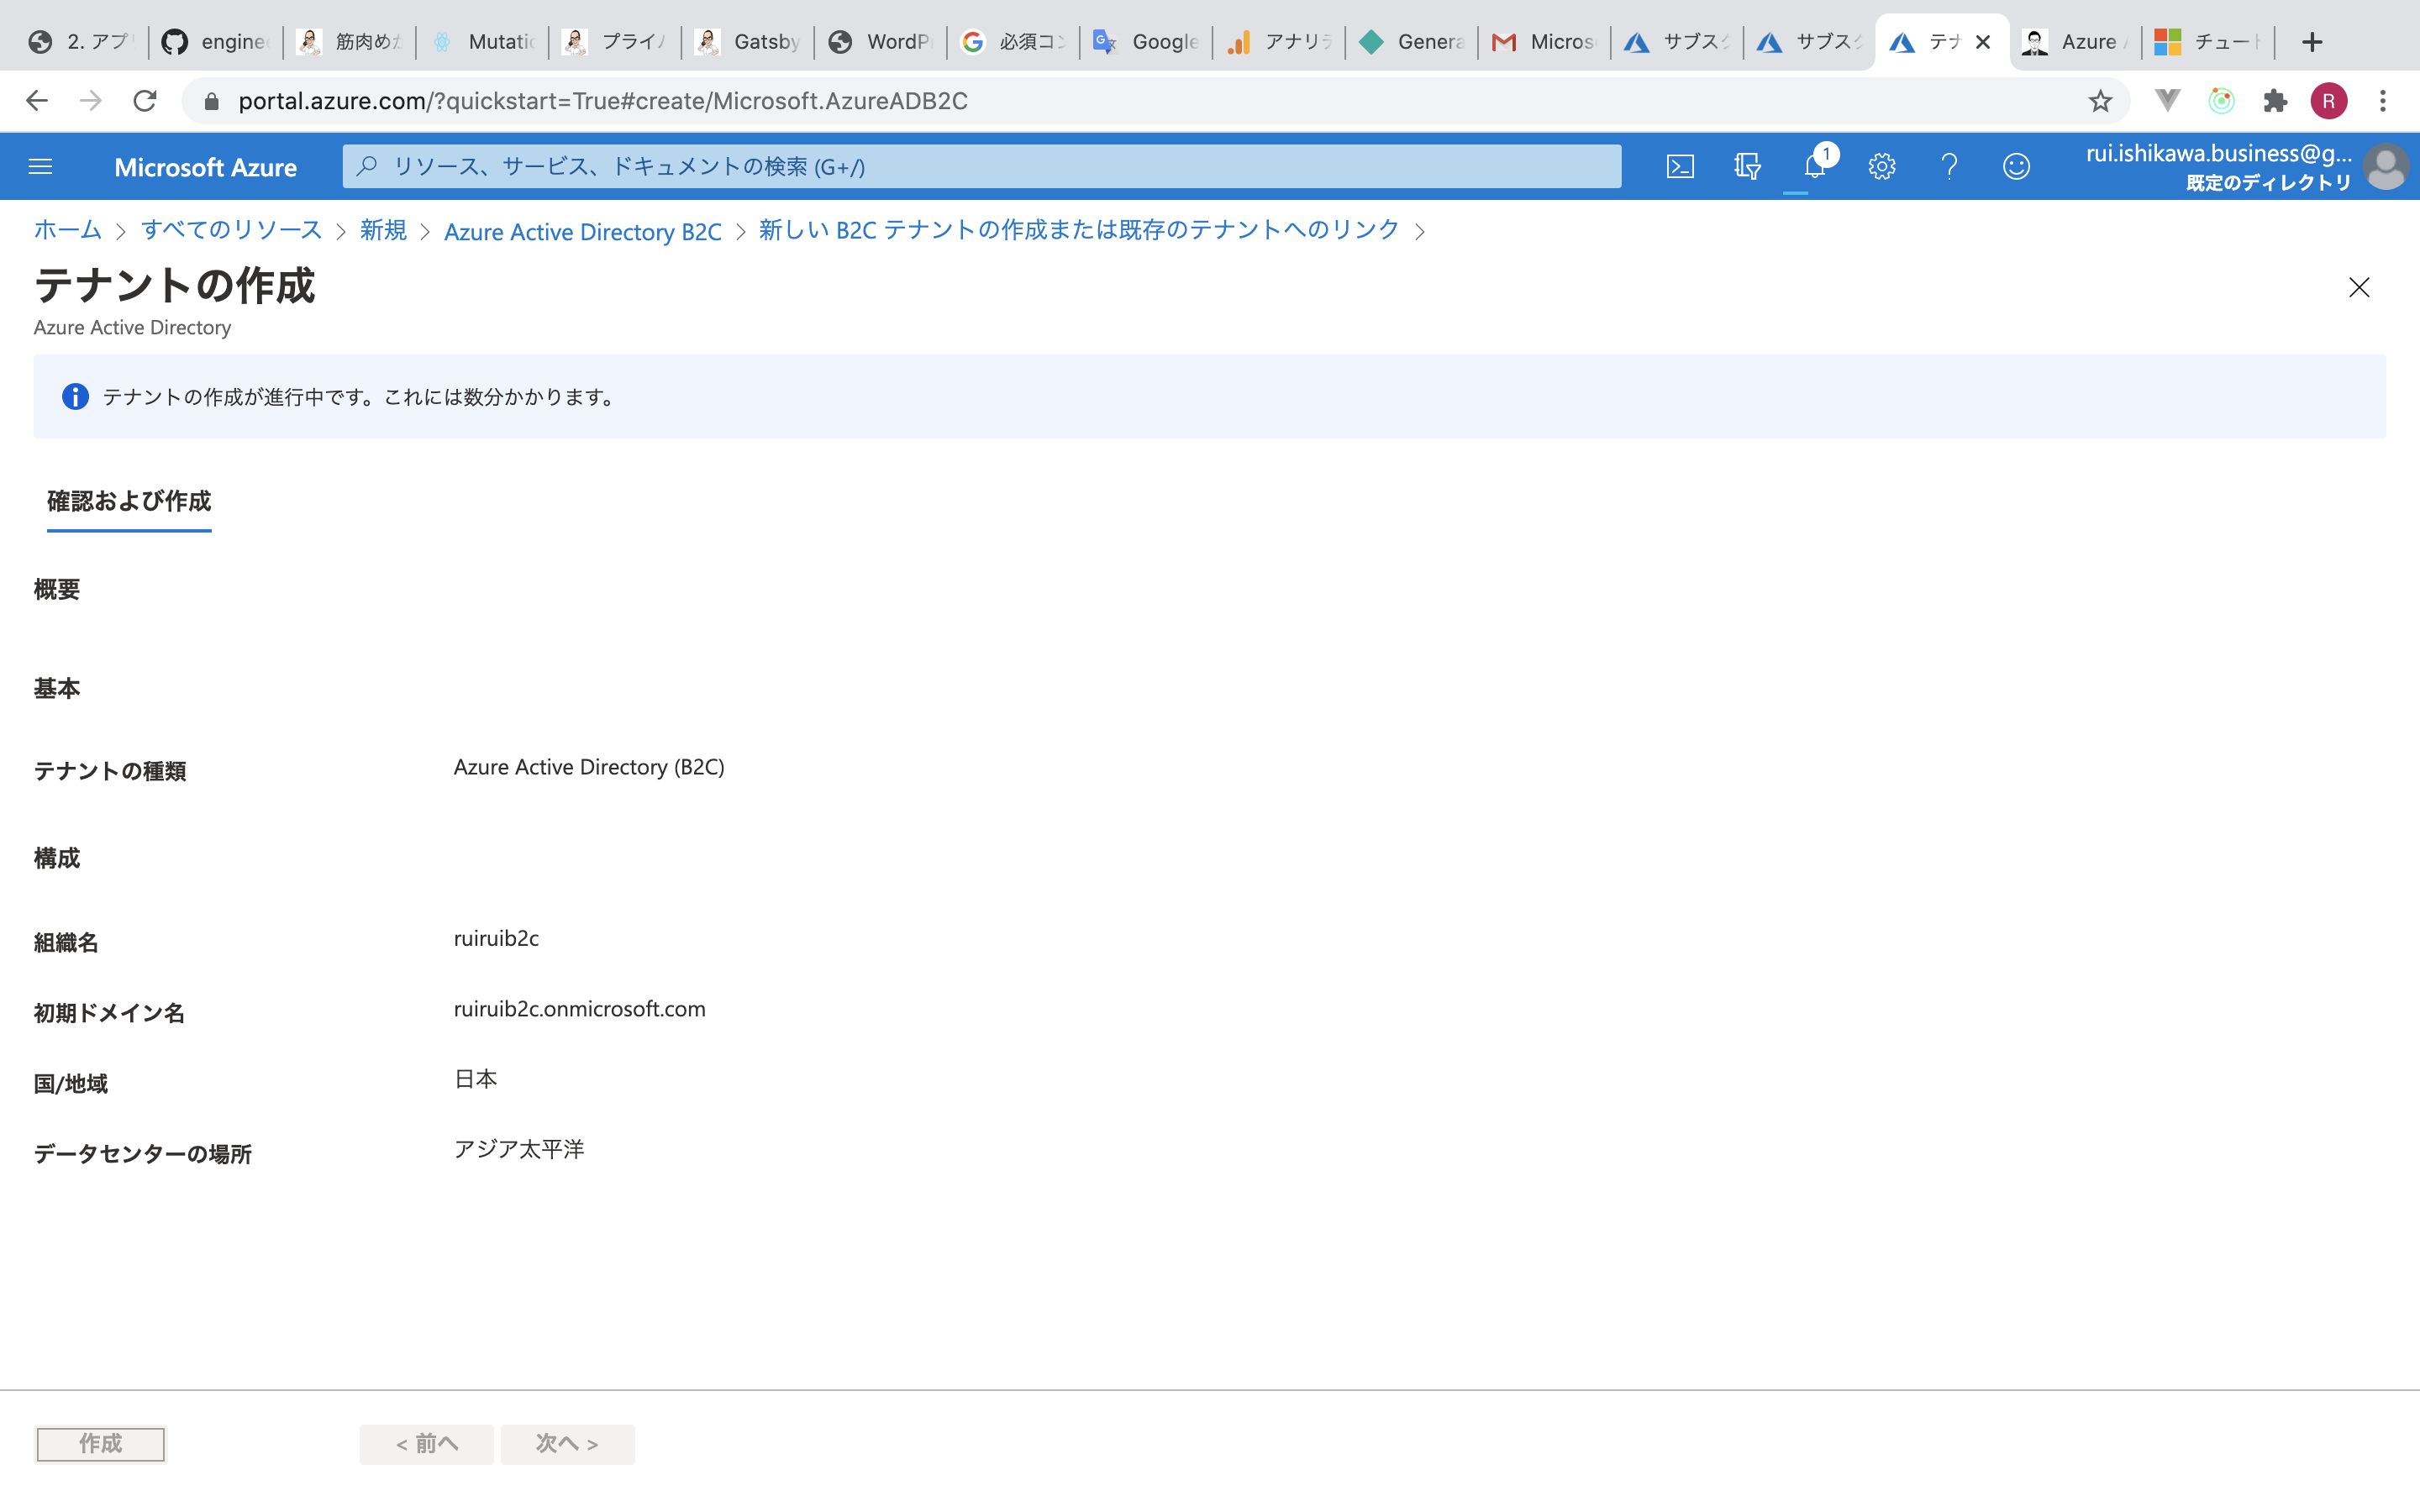 2. アプ
engine
筋肉めカ
Mutatio
プライバ
Gatsby
WordP
必須コン
Google
アナリテ
Genera
Micros
サブスク
サブスク
テナ
Azure
チュート
portal.azure.com/?quickstart=True#create/Microsoft.AzureADB2C
R
Microsoft Azure
リソース、サービス、ドキュメントの検索 (G+/)
1
rui.ishikawa.business@g...
既定のディレクトリ
ホーム > すべてのリソース > 新規 > Azure Active Directory B2C > 新しい B2C テナントの作成または既存のテナントへのリンク >
テナントの作成
Azure Active Directory
テナントの作成が進行中です。これには数分かかります。
確認および作成
概要
基本
テナントの種類 Azure Active Directory (B2C)
構成
組織名 ruiruib2c
初期ドメイン名 ruiruib2c.onmicrosoft.com
国/地域 日本
データセンターの場所 アジア太平洋
作成 < 前へ 次へ >